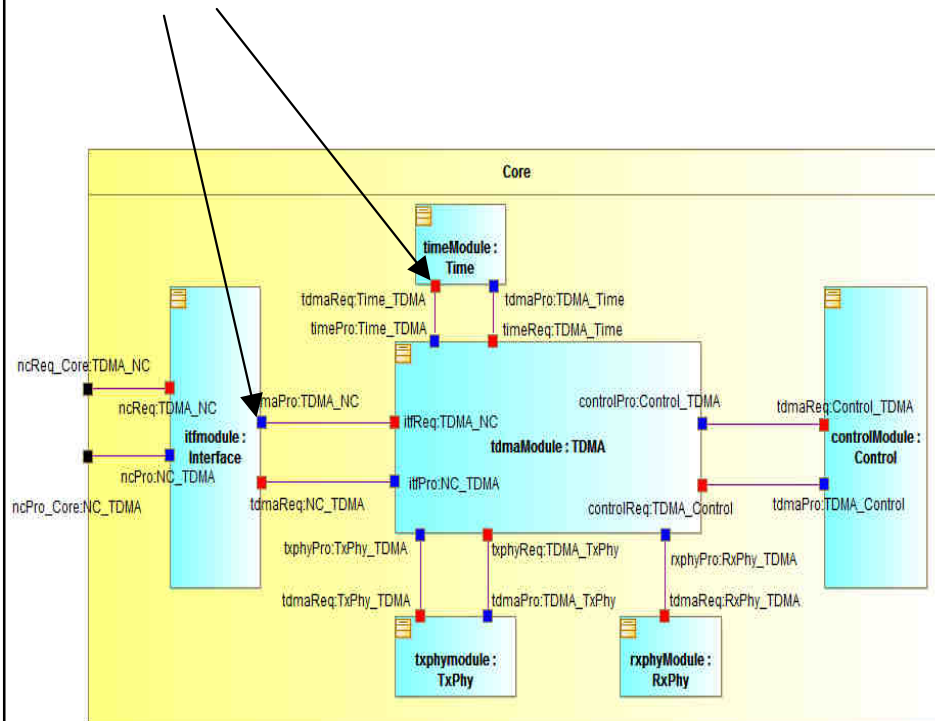 Core
timeModule :
Time
tdmaReq:Time_TDMA
tdmaPro:TDMA_Time
timePro:Time_TDMA
timeReq:TDMA_Time
ncReq_Core:TDMA_NC
ncReq:TDMA_NC
maPro:TDMA_NC
itfReq:TDMA_NC
controlPro:Control_TDMA
tdmaReq:Control_TDMA
itfmodule :
Interface
tdmaModule : TDMA
controlModule :
Control
ncPro:NC_TDMA
ncPro_Core:NC_TDMA
tdmaReq:NC_TDMA
itfPro:NC_TDMA
controlReq:TDMA_Control
tdmaPro:TDMA_Control
txphyPro:TxPhy_TDMA
txphyReq:TDMA_TxPhy
rxphyPro:RxPhy_TDMA
tdmaReq:TxPhy_TDMA
tdmaPro:TDMA_TxPhy
tdmaReq:RxPhy_TDMA
txphymodule :
TxPhy
rxphyModule :
RxPhy